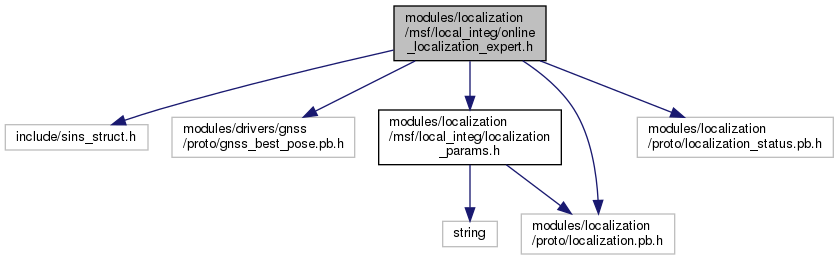 modules/localization
/msf/local_integ/online
_localization_expert.h
include/sins_struct.h
modules/drivers/gnss
/proto/gnss_best_pose.pb.h
modules/localization
/msf/local_integ/localization
_params.h
modules/localization
/proto/localization_status.pb.h
string
modules/localization
/proto/localization.pb.h